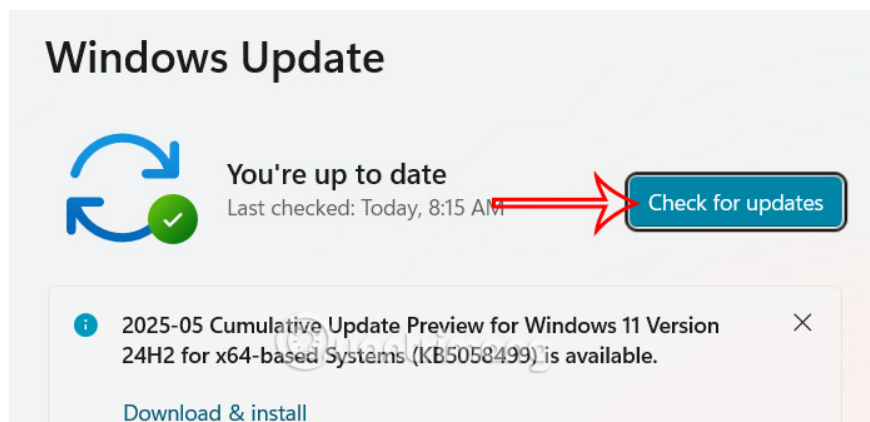 Windows Update
You're up to date
Last checked: Today, 8:15 AM
Check for updates
2025-05 Cumulative Update Preview for Windows 11 Version
24H2 for x64-based Systems (KB5058499) is available.
Download & install